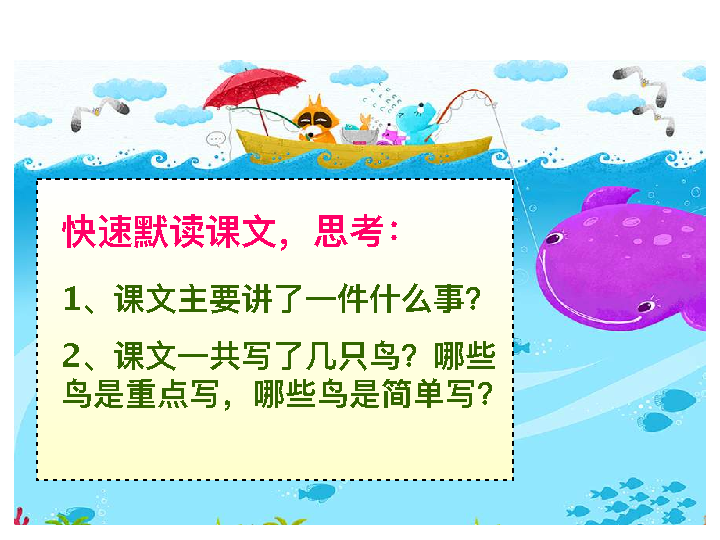 快速默读课文，思考：
1、课文主要讲了一件什么事？
2、课文一共写了几只鸟？哪些
鸟是重点写，哪些鸟是简单写？